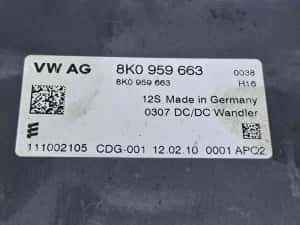 VW AG 8K0 959 663 0038
8K0 959 663 H16
12S Made in Germany
0307 DC/DC Wandler
111002105 CDG-001 12.02.10 0001 APO2